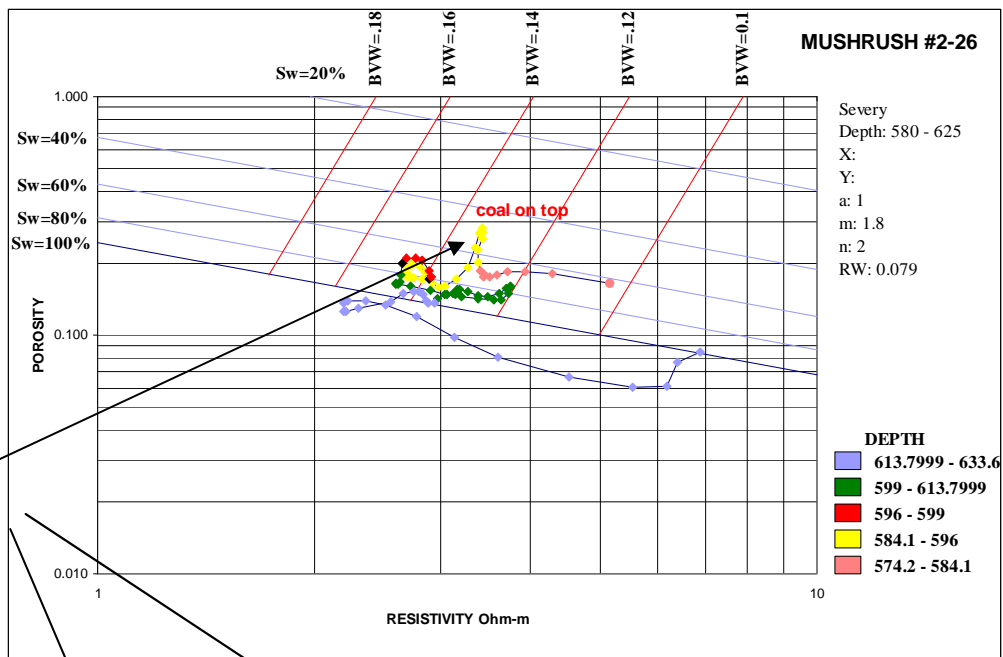 MUSHRUSH #2-26
BVW=.18
BVW=.16
BVW=.14
BVW=.12
BVW=0.1
Sw=20%
Sw=40%
Sw=60%
Sw=80%
Sw=100%
1.000
0.100
0.010
POROSITY
coal on top
1
10
RESISTIVITY Ohm-m
Severy
Depth: 580 - 625
X:
Y:
a: 1
m: 1.8
n: 2
RW: 0.079
DEPTH
613.7999 - 633.6
599 - 613.7999
596 - 599
584.1 - 596
574.2 - 584.1